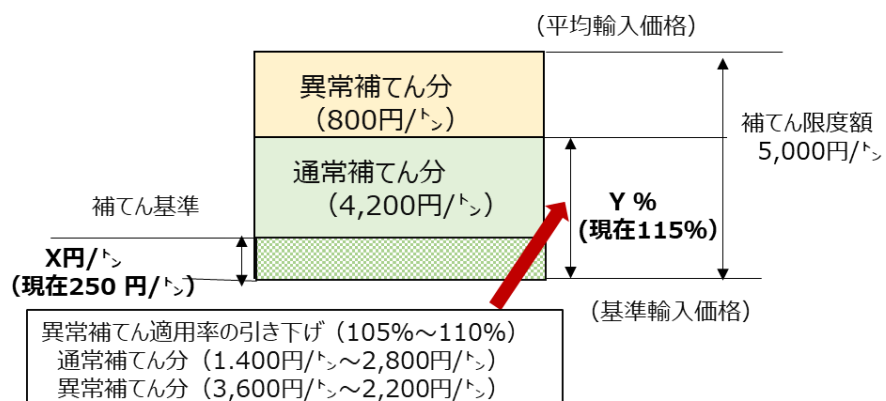 (平均輸入価格)
異常補てん分
(800円/㌧)
補てん限度額
5,000円/㌧
通常補てん分
(4,200円/㌧)
補てん基準
Y %
(現在115%)
X円/㌧
(現在250 円/㌧)
(基準輸入価格)
異常補てん適用率の引き下げ(105%~110%)
通常補てん分(1.400円/㌧~2,800円/㌧)
異常補てん分(3,600円/㌧~2,200円/㌧)